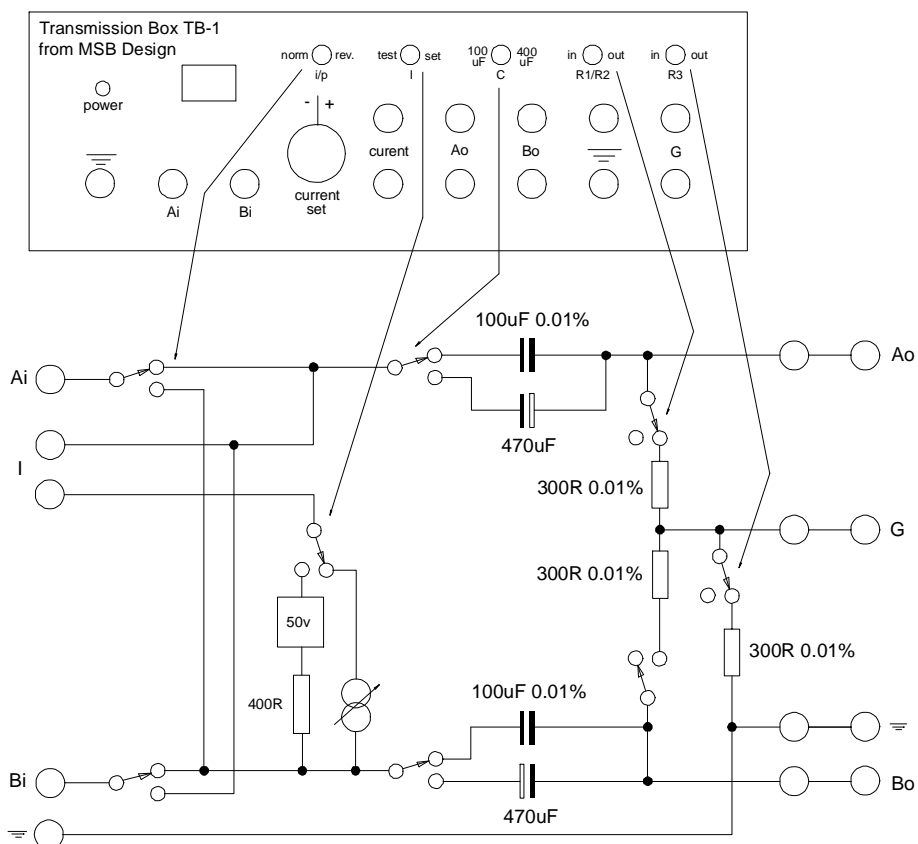 Transmission Box TB-1
from MSB Design
norm rev.
i/p
test set
I
100 uF 400 uF
C
in out
R1/R2
in out
R3
power
- +
curent
Ao
Bo
G
Ai
Bi
current
set
100uF 0.01%
Ai
Ao
470uF
I
300R 0.01%
G
300R 0.01%
50v
300R 0.01%
400R
100uF 0.01%
Bi
Bo
470uF